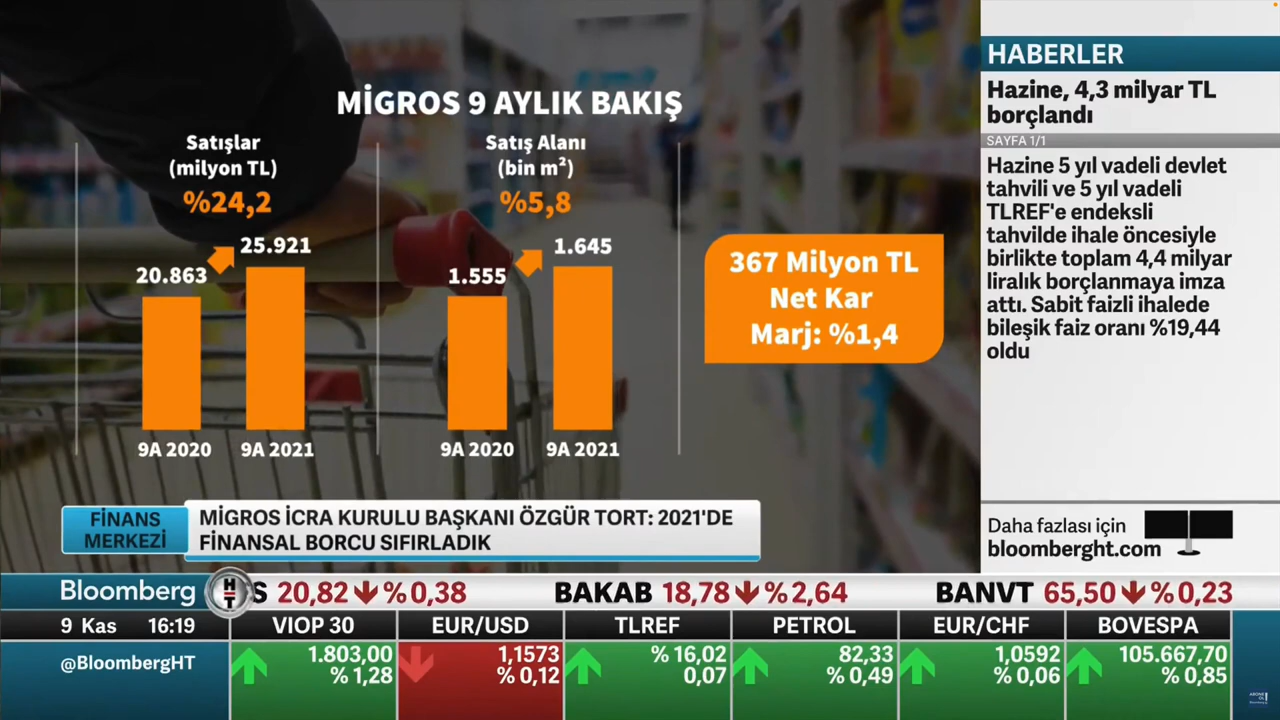 MİGROS 9 AYLIK BAKIŞ
Satışlar
(milyon TL)
%24,2
20.863
25.921
9A 2020
9A 2021
Satış Alanı
(bin m²)
%5,8
1.555
1.645
9A 2020
9A 2021
367 Milyon TL
Net Kar
Marj: %1,4
HABERLER
Hazine, 4,3 milyar TL
borçlandı
SAYFA 1/1
Hazine 5 yıl vadeli devlet
tahvili ve 5 yıl vadeli
TLREF'e endeksli
tahvilde ihale öncesiyle
birlikte toplam 4,4 milyar
liralık borçlanmaya imza
attı. Sabit faizli ihalede
bileşik faiz oranı %19,44
oldu
Daha fazlası için
bloomberght.com
FİNANS
MERKEZİ
MİGROS İCRA KURULU BAŞKANI ÖZGÜR TORT: 2021'DE
FİNANSAL BORCU SIFIRLADIK
Bloomberg HT S 20,82 %0,38 BAKAB 18,78 %2,64 BANVT 65,50 %0,23
9 Kas 16:19 VIOP 30 EUR/USD TLREF PETROL EUR/CHF BOVESPA
@BloombergHT 1.803,00 1,1573 % 16,02 82,33 1,0592 105.667,70
% 1,28 % 0,12 0,07 % 0,49 % 0,06 % 0,85
ABONE
OL